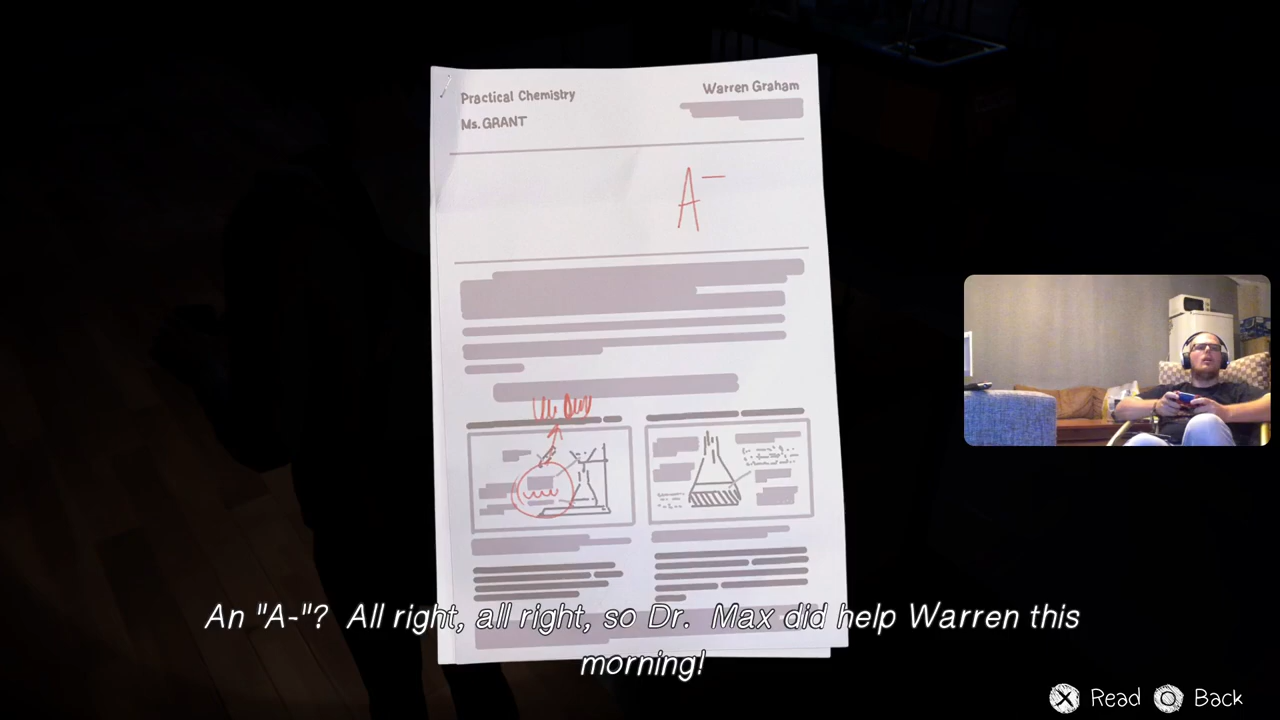 Practical Chemistry
Warren Graham
Ms. GRANT
A-
An "A-"? All right, all right, so Dr. Max did help Warren this
morning!
Read
Back